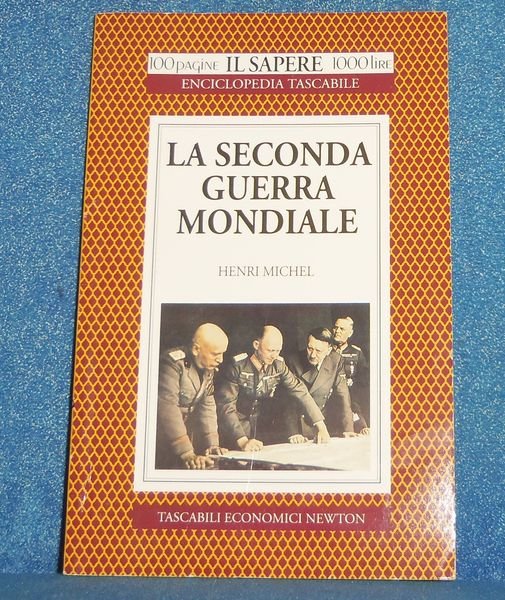 100 pagine IL SAPERE 1000 lire
ENCICLOPEDIA TASCABILE
LA SECONDA
GUERRA
MONDIALE
HENRI MICHEL
TASCABILI ECONOMICI NEWTON